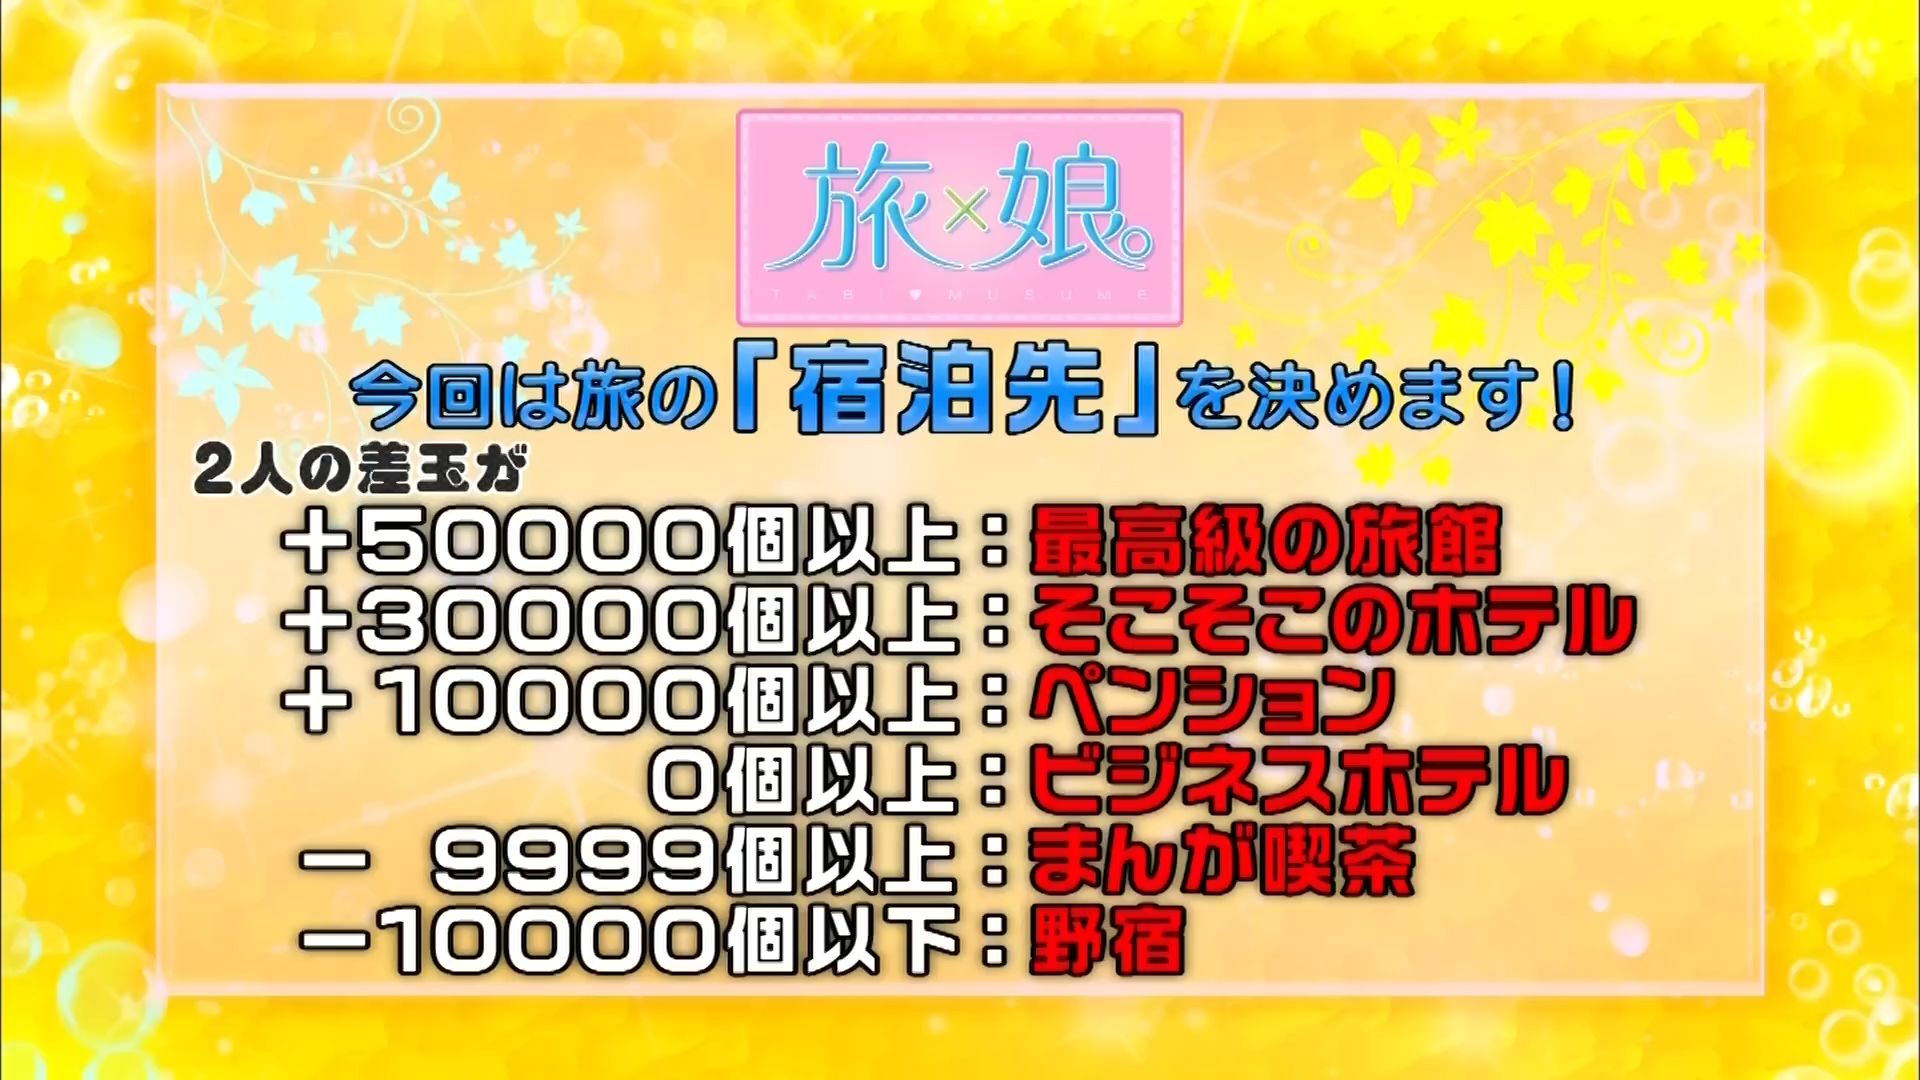 旅×娘。
TABI♥MUSUME
今回は旅の「宿泊先」を決めます!
2人の差玉が
+50000個以上:最高級の旅館
+30000個以上:そこそこのホテル
+10000個以上:ペンション
0個以上:ビジネスホテル
- 9999個以上:まんが喫茶
-10000個以下:野宿